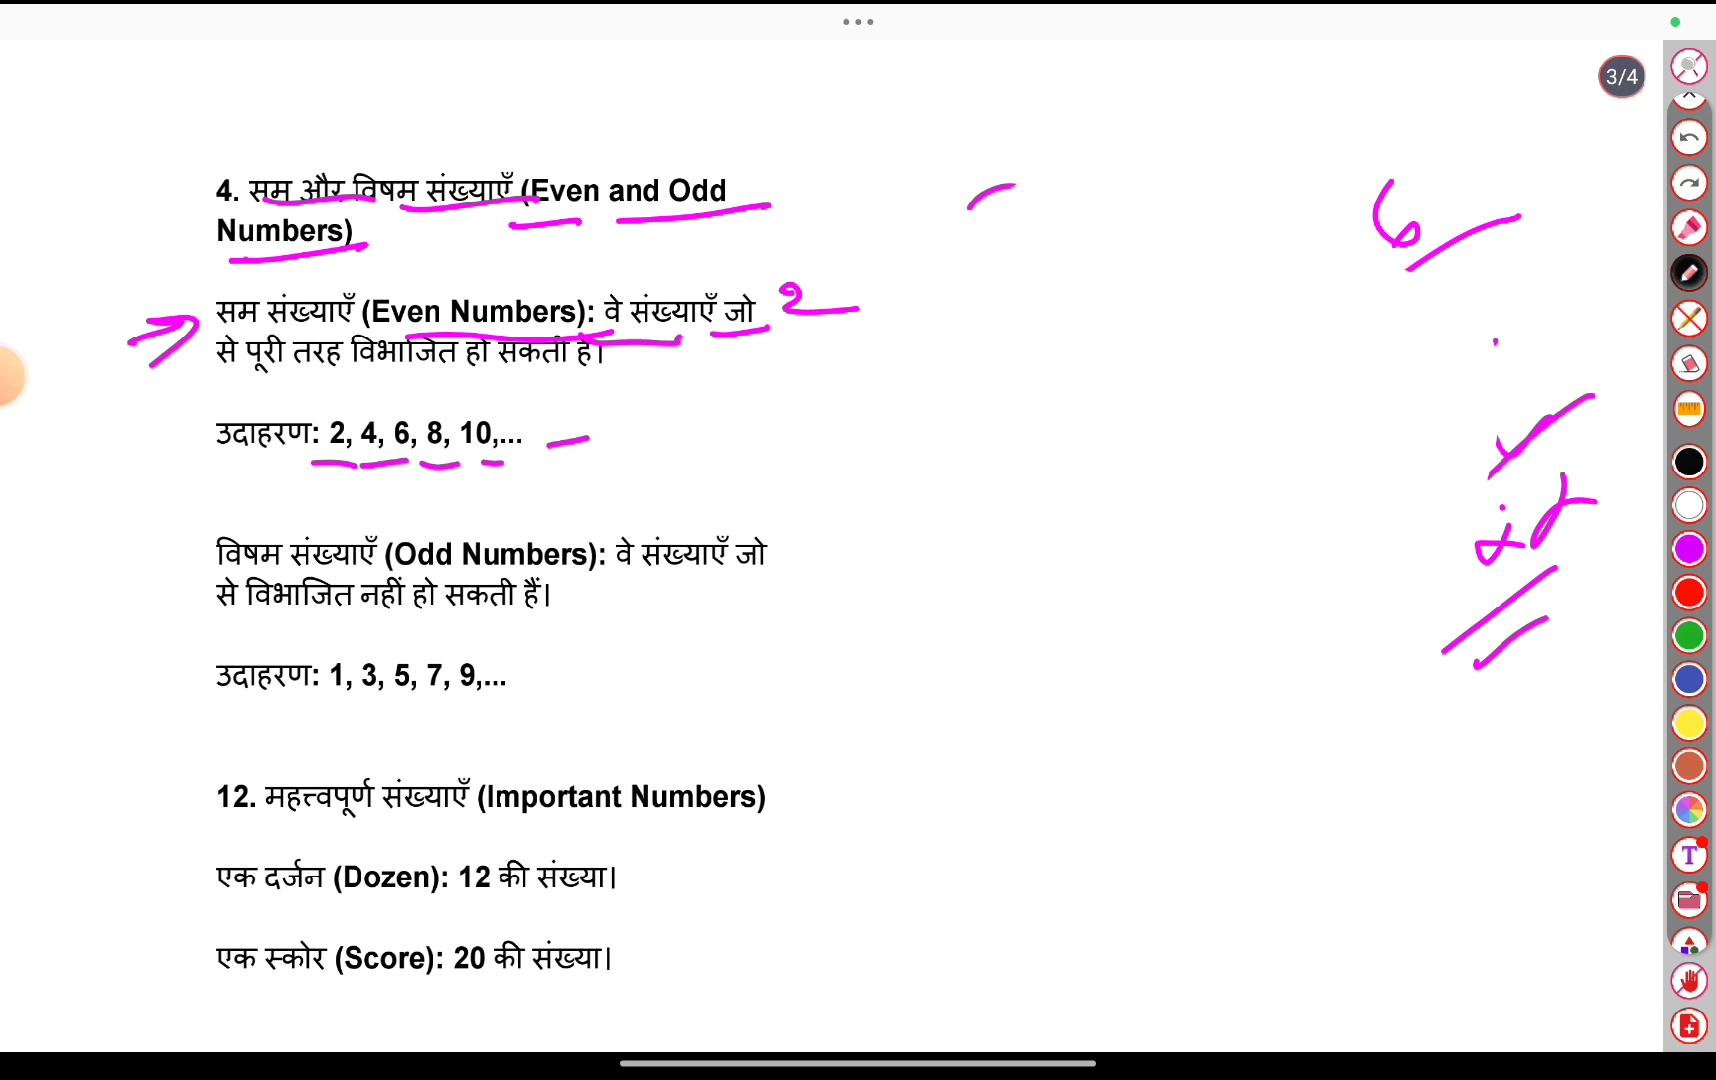 3/4
4. सम और विषम संख्याएँ (Even and Odd
Numbers)
6
सम संख्याएँ (Even Numbers): वे संख्याएँ जो 2
से पूरी तरह विभाजित हो सकती हैं।
उदाहरण: 2, 4, 6, 8, 10,...
विषम संख्याएँ (Odd Numbers): वे संख्याएँ जो
से विभाजित नहीं हो सकती हैं।
उदाहरण: 1, 3, 5, 7, 9,...
12. महत्त्वपूर्ण संख्याएँ (Important Numbers)
एक दर्जन (Dozen): 12 की संख्या।
एक स्कोर (Score): 20 की संख्या।
T